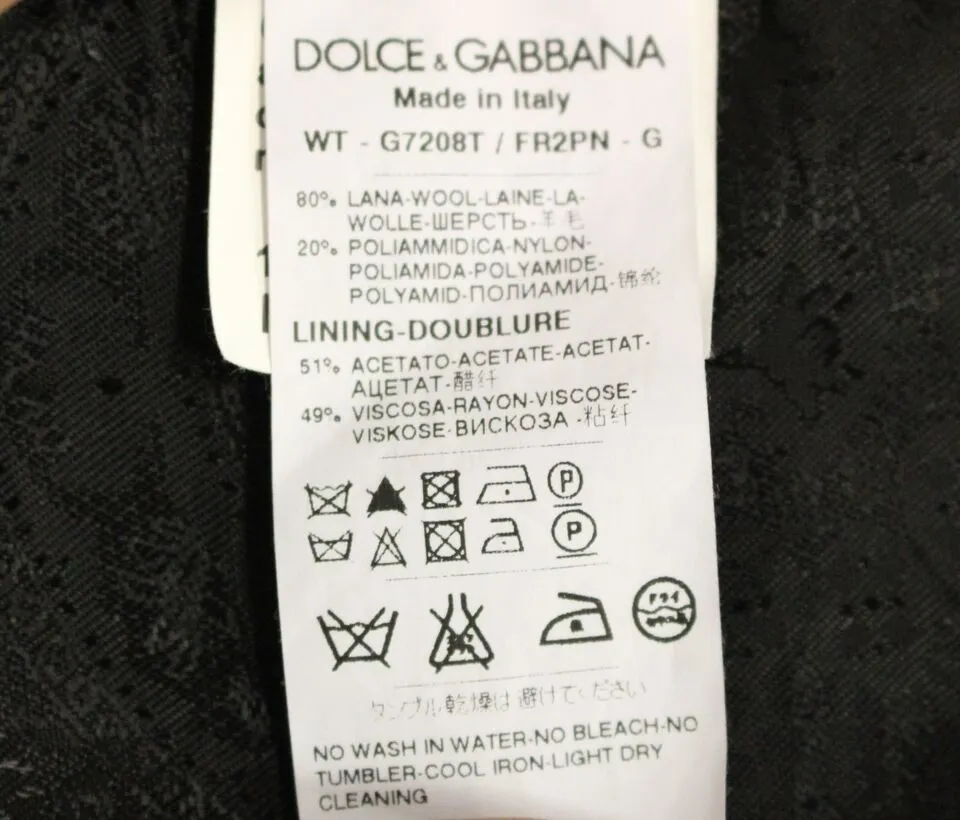 DOLCE & GABBANA
Made in Italy
WT - G7208T / FR2PN - G
80% LANA-WOOL-LAINE-LA-
WOLLE-ШЕРСТЬ-羊毛
20% POLIAMMIDICA-NYLON-
POLIAMIDA-POLYAMIDE-
POLYAMID-ПОЛИАМИД-锦纶
LINING-DOUBLURE
51% ACETATO-ACETATE-ACETAT-
АЦЕТАТ-醋纤
49% VISCOSA-RAYON-VISCOSE-
VISKOSE-ВИСКОЗА -粘纤
P
P
ドライ
タンブル乾燥は避けてください
NO WASH IN WATER-NO BLEACH-NO
TUMBLER-COOL IRON-LIGHT DRY
CLEANING